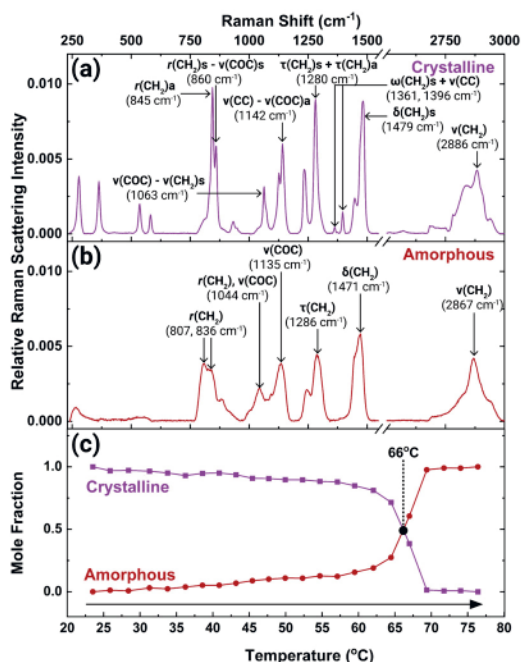 Raman Shift (cm⁻¹)
250 500 750 1000 1250 1500 2750 3000
Relative Raman Scattering Intensity
(a)
Crystalline
0.010
0.005
0.000
r(CH₂)a
(845 cm⁻¹)
r(CH₂)s - ν(COC)s
(860 cm⁻¹)
ν(COC) - ν(CH₂)s
(1063 cm⁻¹)
ν(CC) - ν(COC)a
(1142 cm⁻¹)
τ(CH₂)s + τ(CH₂)a
(1280 cm⁻¹)
ω(CH₂)s + ν(CC)
(1361, 1396 cm⁻¹)
δ(CH₂)s
(1479 cm⁻¹)
ν(CH₂)
(2886 cm⁻¹)
(b)
Amorphous
0.010
0.005
0.000
r(CH₂)
(807, 836 cm⁻¹)
r(CH₂), ν(COC)
(1044 cm⁻¹)
ν(COC)
(1135 cm⁻¹)
τ(CH₂)
(1286 cm⁻¹)
δ(CH₂)
(1471 cm⁻¹)
ν(CH₂)
(2867 cm⁻¹)
(c)
66°C
Mole Fraction
1.0
0.5
0.0
Crystalline
Amorphous
20 25 30 35 40 45 50 55 60 65 70 75 80
Temperature (°C)